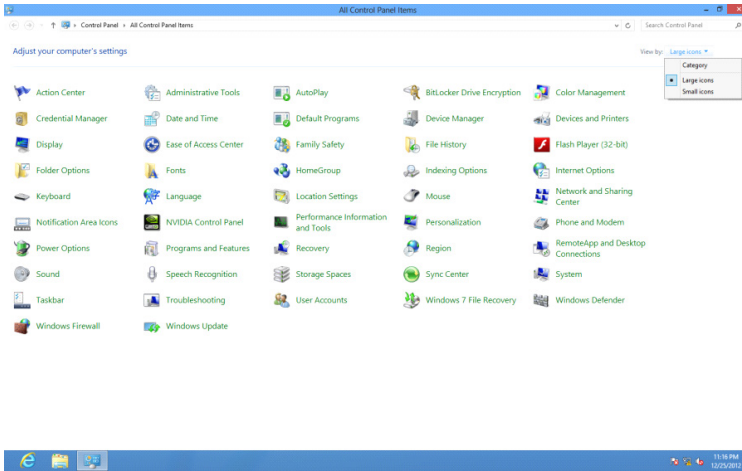 All Control Panel Items
Control Panel All Control Panel Items
Search Control Panel
Adjust your computer's settings
View by: Large icons
Category
Large icons
Small icons
Action Center Administrative Tools AutoPlay BitLocker Drive Encryption Color Management
Credential Manager Date and Time Default Programs Device Manager Devices and Printers
Display Ease of Access Center Family Safety File History Flash Player (32-bit)
Folder Options Fonts HomeGroup Indexing Options Internet Options
Keyboard Language Location Settings Mouse Network and Sharing
Center
Notification Area Icons NVIDIA Control Panel Performance Information
and Tools
Personalization Phone and Modem
Power Options Programs and Features Recovery Region RemoteApp and Desktop
Connections
Sound Speech Recognition Storage Spaces Sync Center System
Taskbar Troubleshooting User Accounts Windows 7 File Recovery Windows Defender
Windows Firewall Windows Update
11:16 PM
12/25/2012